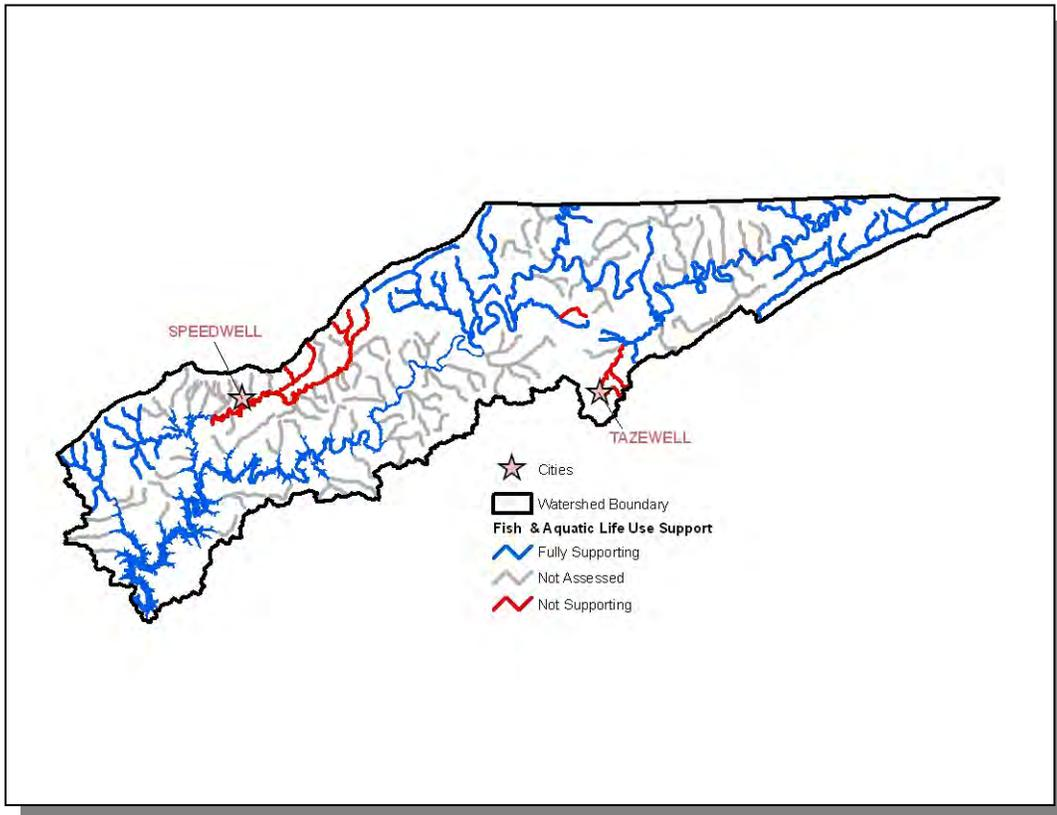 SPEEDWELL
TAZEWELL
Cities
Watershed Boundary
Fish & Aquatic Life Use Support
Fully Supporting
Not Assessed
Not Supporting